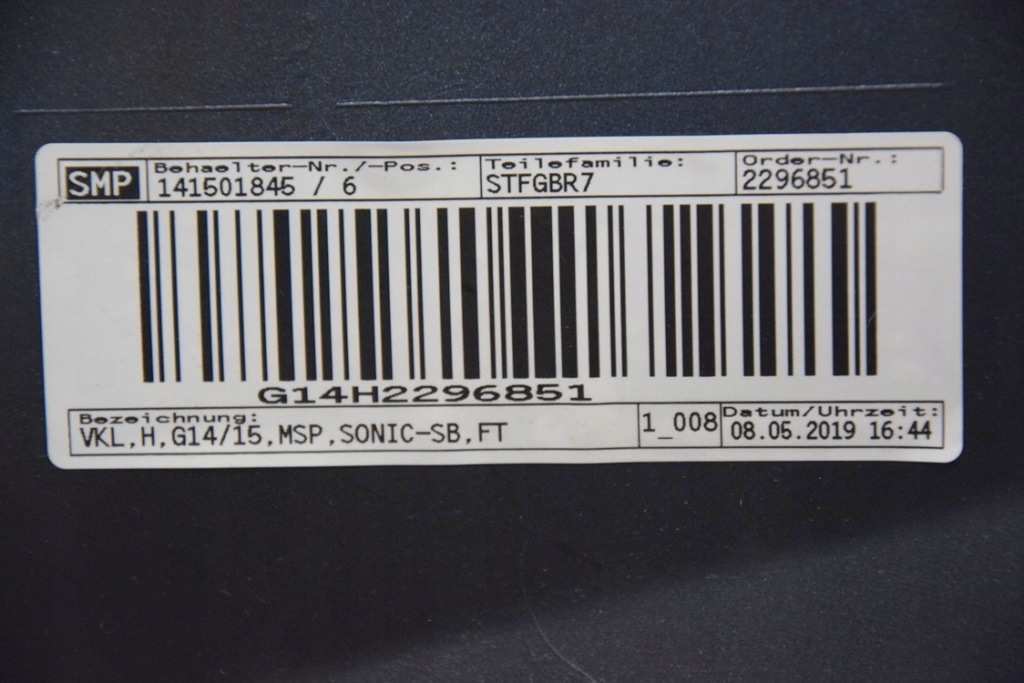 SMP Behaelter-Nr./-Pos.: Teilefamilie: Order-Nr.:
141501845 / 6 STFGBR7 2296851
G14H2296851
Bezeichnung: 1_008 Datum/Uhrzeit:
VKL,H,G14/15,MSP,SONIC-SB,FT 08.05.2019 16:44